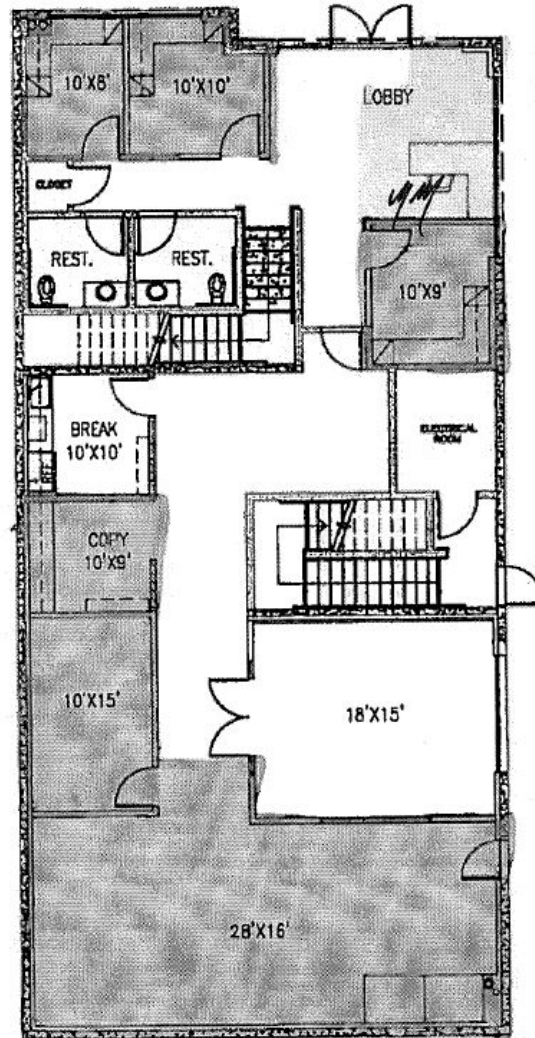 10'X8'
10'X10'
LOBBY
CLOSET
REST.
REST.
10'X9'
BREAK
10'X10'
ELECTRICAL
ROOM
REF.
COPY
10'X9'
10'X15'
18'X15'
28'X16'